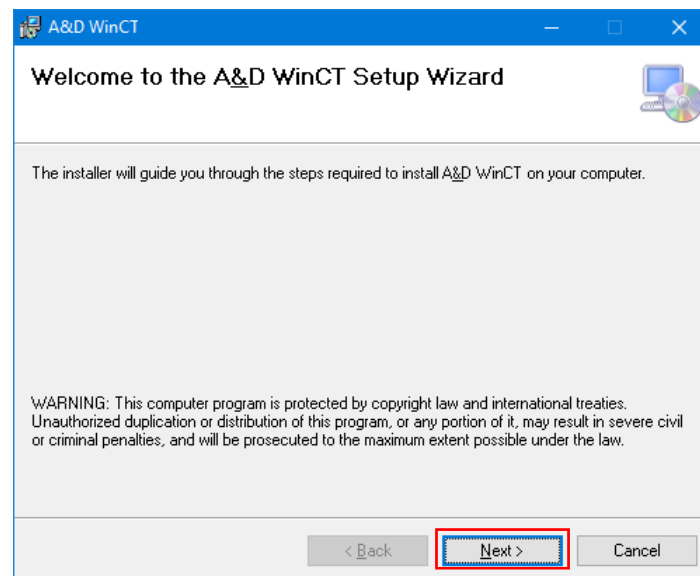 A&D WinCT
Welcome to the A&D WinCT Setup Wizard
The installer will guide you through the steps required to install A&D WinCT on your computer.
WARNING: This computer program is protected by copyright law and international treaties.
Unauthorized duplication or distribution of this program, or any portion of it, may result in severe civil
or criminal penalties, and will be prosecuted to the maximum extent possible under the law.
< Back Next > Cancel